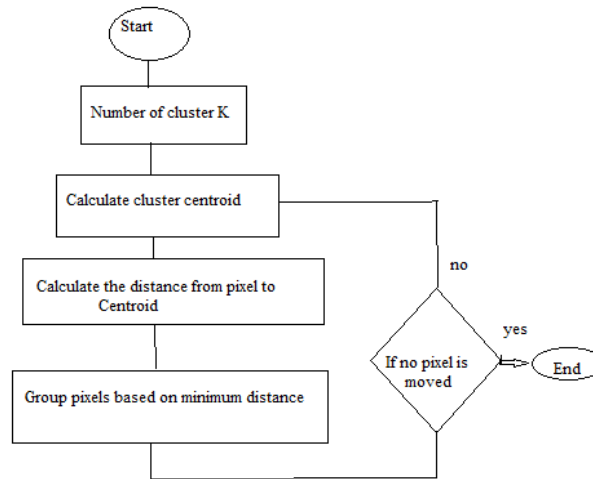 Start
Number of cluster K
Calculate cluster centroid
Calculate the distance from pixel to
Centroid
Group pixels based on minimum distance
no
yes
If no pixel is
moved
End